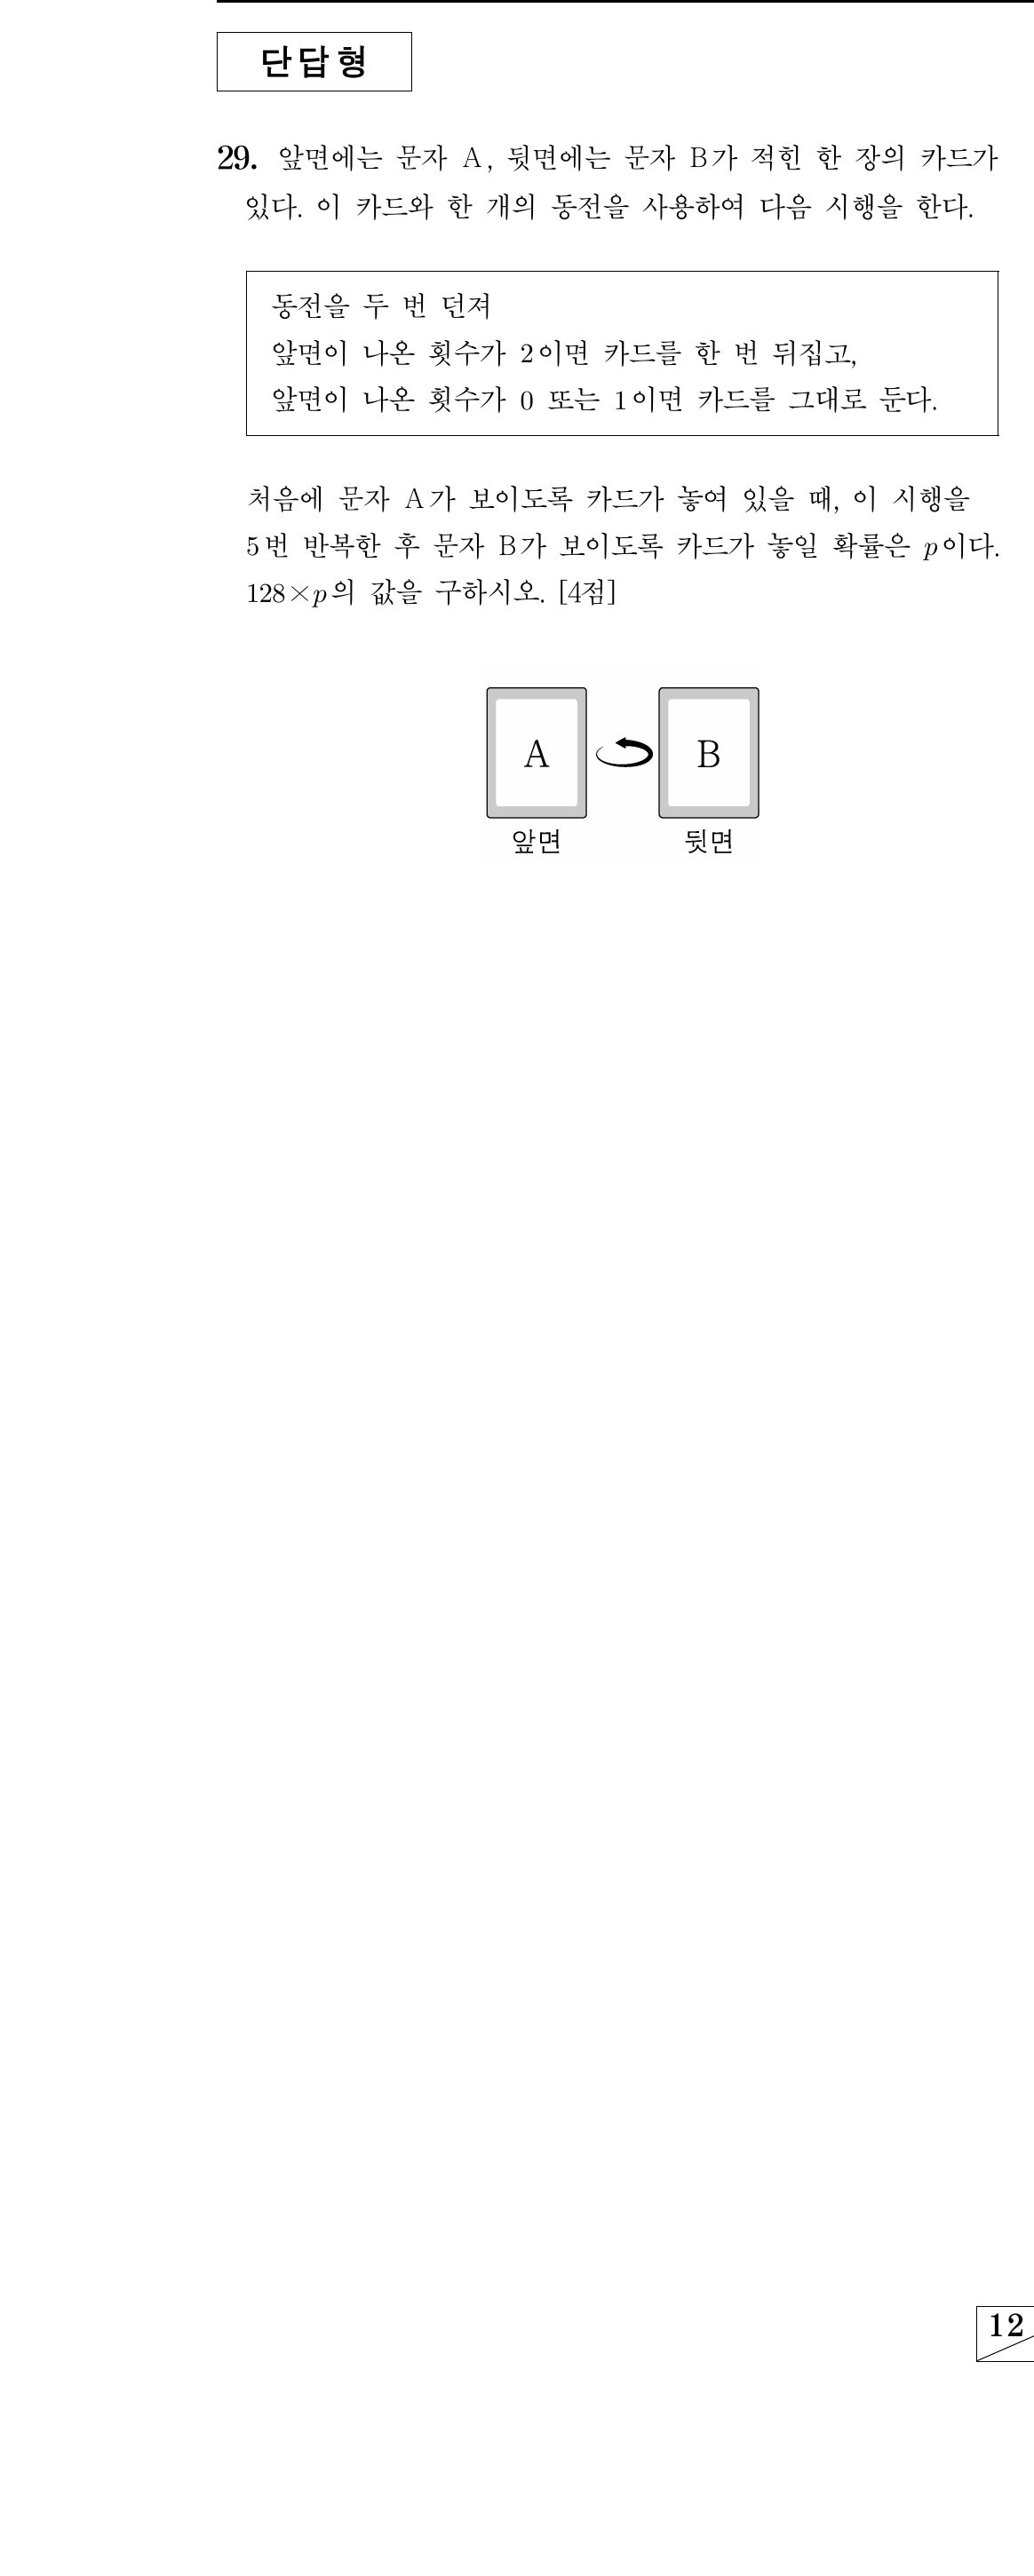 단답형
29. 앞면에는 문자 A, 뒷면에는 문자 B가 적힌 한 장의 카드가
있다. 이 카드와 한 개의 동전을 사용하여 다음 시행을 한다.
동전을 두 번 던져
앞면이 나온 횟수가 2이면 카드를 한 번 뒤집고,
앞면이 나온 횟수가 0 또는 1이면 카드를 그대로 둔다.
처음에 문자 A가 보이도록 카드가 놓여 있을 때, 이 시행을
5번 반복한 후 문자 B가 보이도록 카드가 놓일 확률은 p이다.
128×p의 값을 구하시오. [4점]
A B
앞면 뒷면
12